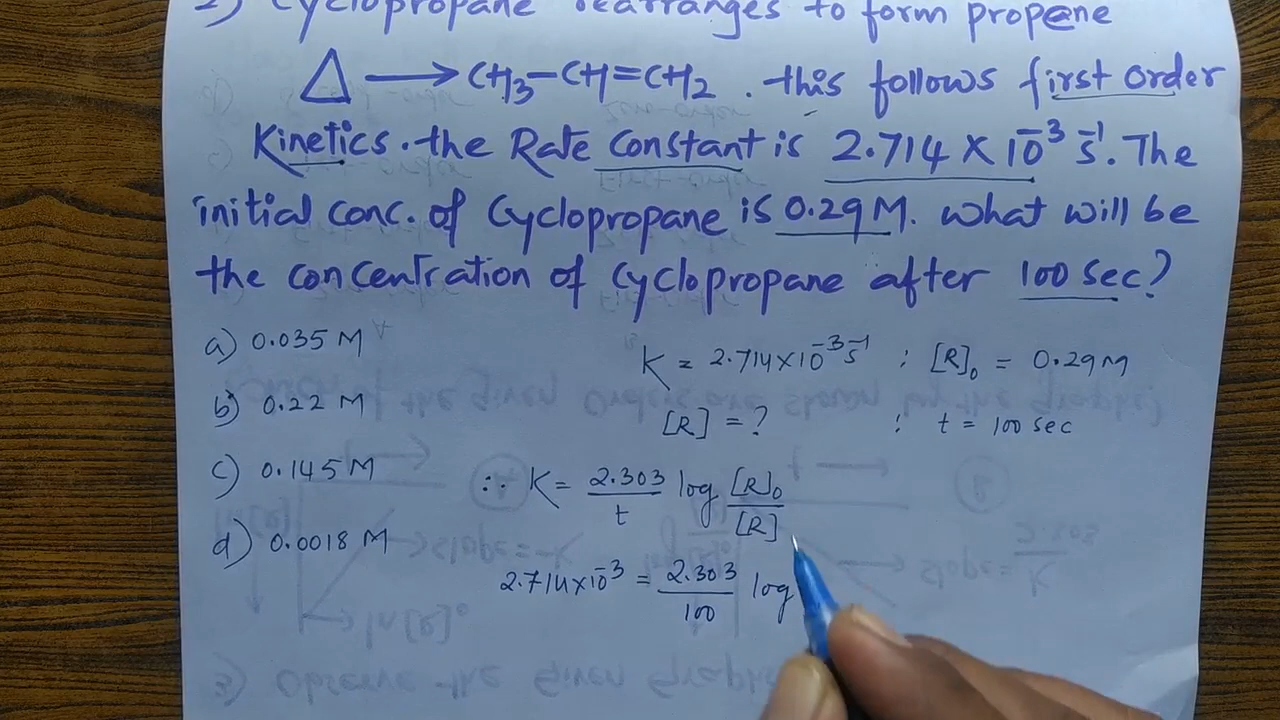 2) Cyclopropane rearranges to form propene
△ ⟶ CH3–CH=CH2 . this follows first order
Kinetics. the Rate Constant is 2.714 × 10⁻³ s⁻¹. The
initial conc. of Cyclopropane is 0.29 M. What will be
the concentration of Cyclopropane after 100 sec?
a) 0.035 M
K = 2.714×10⁻³ s⁻¹ ; [R]₀ = 0.29 M
b) 0.22 M
[R] = ? ; t = 100 sec
c) 0.145 M
∴ K = 2.303/t log [R]₀/[R]
d) 0.0018 M
2.714×10⁻³ = 2.303/100 log